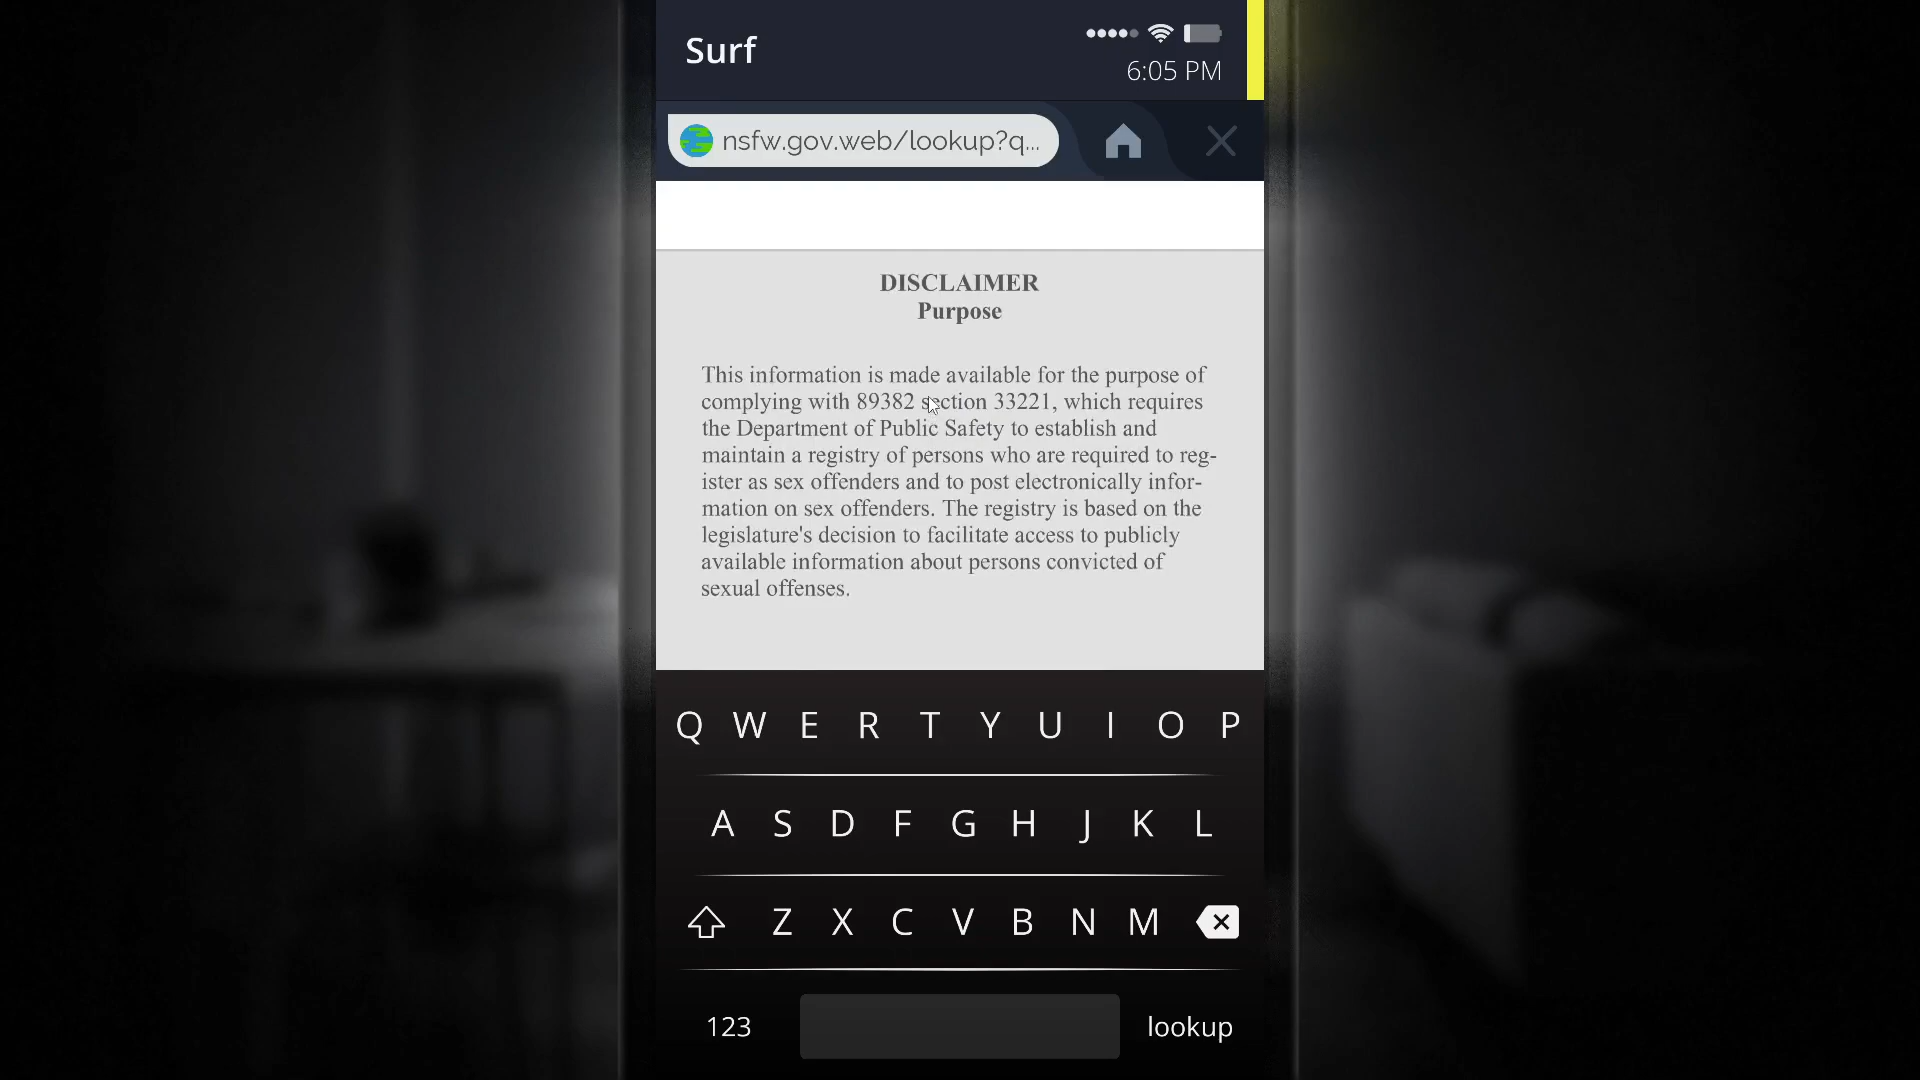 Surf
6:05 PM
nsfw.gov.web/lookup?q...
DISCLAIMER
Purpose
This information is made available for the purpose of
complying with 89382 section 33221, which requires
the Department of Public Safety to establish and
maintain a registry of persons who are required to reg-
ister as sex offenders and to post electronically infor-
mation on sex offenders. The registry is based on the
legislature's decision to facilitate access to publicly
available information about persons convicted of
sexual offenses.
Q W E R T Y U I O P
A S D F G H J K L
Z X C V B N M
123 lookup